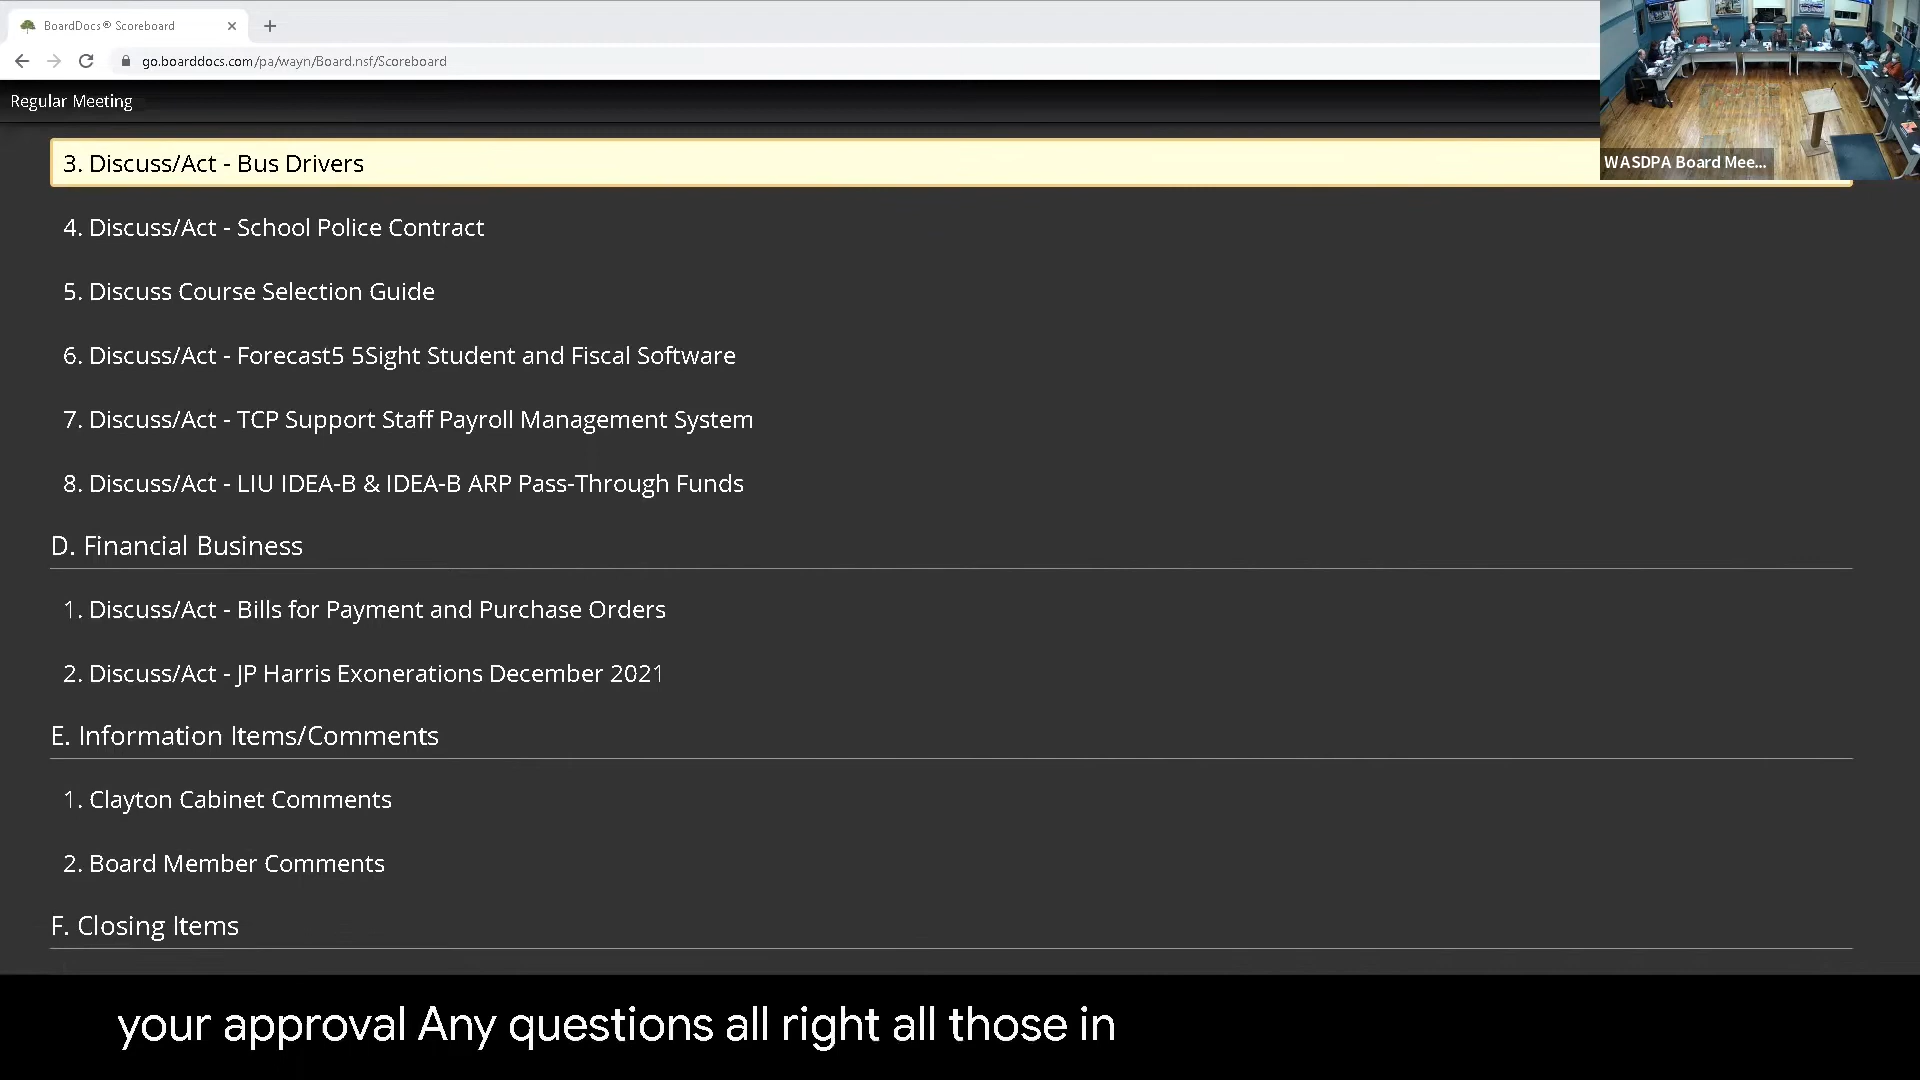 BoardDocs® Scoreboard
go.boarddocs.com/pa/wayn/Board.nsf/Scoreboard
Regular Meeting
WASDPA Board Mee...
3. Discuss/Act - Bus Drivers
4. Discuss/Act - School Police Contract
5. Discuss Course Selection Guide
6. Discuss/Act - Forecast5 5Sight Student and Fiscal Software
7. Discuss/Act - TCP Support Staff Payroll Management System
8. Discuss/Act - LIU IDEA-B & IDEA-B ARP Pass-Through Funds
D. Financial Business
1. Discuss/Act - Bills for Payment and Purchase Orders
2. Discuss/Act - JP Harris Exonerations December 2021
E. Information Items/Comments
1. Clayton Cabinet Comments
2. Board Member Comments
F. Closing Items
your approval Any questions all right all those in